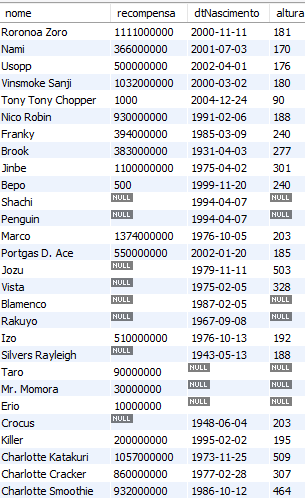 nome recompensa dtNascimento altura
Roronoa Zoro 1111000000 2000-11-11 181
Nami 366000000 2001-07-03 170
Usopp 500000000 2002-04-01 176
Vinsmoke Sanji 1032000000 2000-03-02 180
Tony Tony Chopper 1000 2004-12-24 90
Nico Robin 930000000 1991-02-06 188
Franky 394000000 1985-03-09 240
Brook 383000000 1931-04-03 277
Jinbe 1100000000 1975-04-02 301
Bepo 500 1999-11-20 240
Shachi NULL 1994-04-07 NULL
Penguin NULL 1994-04-07 NULL
Marco 1374000000 1976-10-05 203
Portgas D. Ace 550000000 2002-01-20 185
Jozu NULL 1979-11-11 503
Vista NULL 1975-02-05 328
Blamenco NULL 1987-02-05 NULL
Rakuyo NULL 1967-09-08 NULL
Izo 510000000 1976-10-13 192
Silvers Rayleigh NULL 1943-05-13 188
Taro 90000000 NULL NULL
Mr. Momora 30000000 NULL NULL
Erio 10000000 NULL NULL
Crocus NULL 1948-06-04 203
Killer 200000000 1995-02-02 195
Charlotte Katakuri 1057000000 1973-11-25 509
Charlotte Cracker 860000000 1977-02-28 307
Charlotte Smoothie 932000000 1986-10-12 464